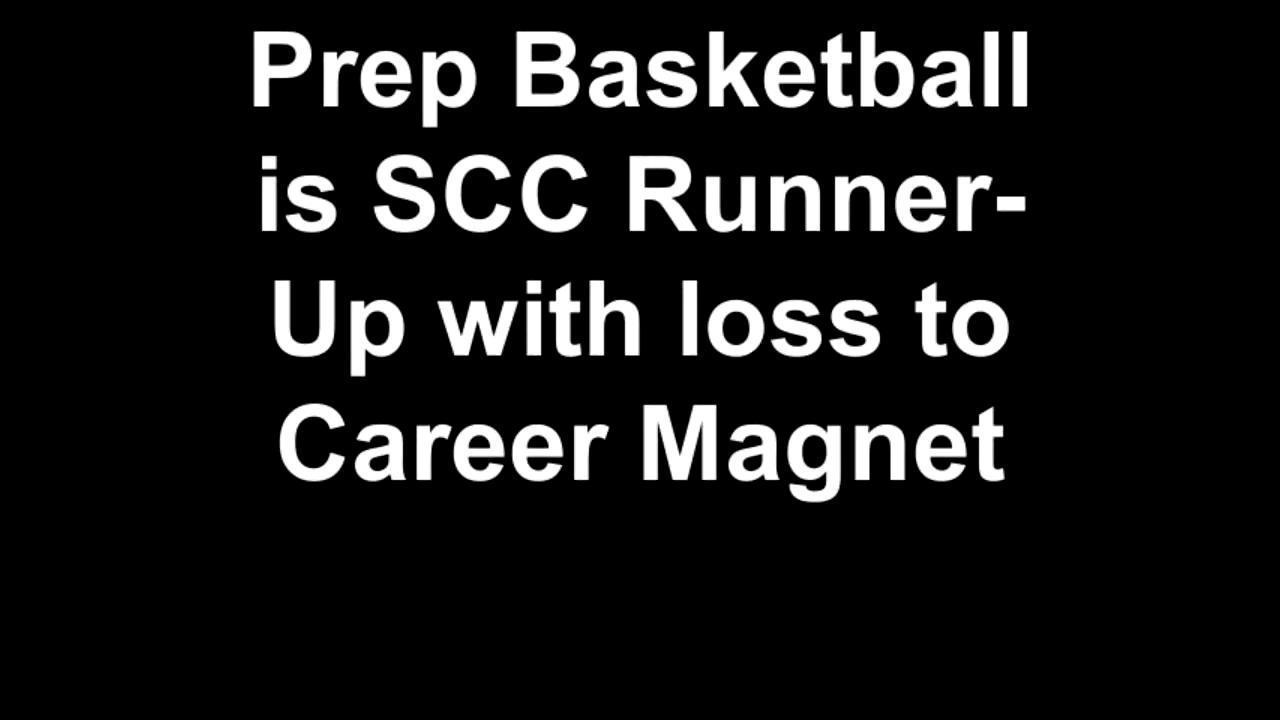 Prep Basketball
is SCC Runner-
Up with loss to
Career Magnet